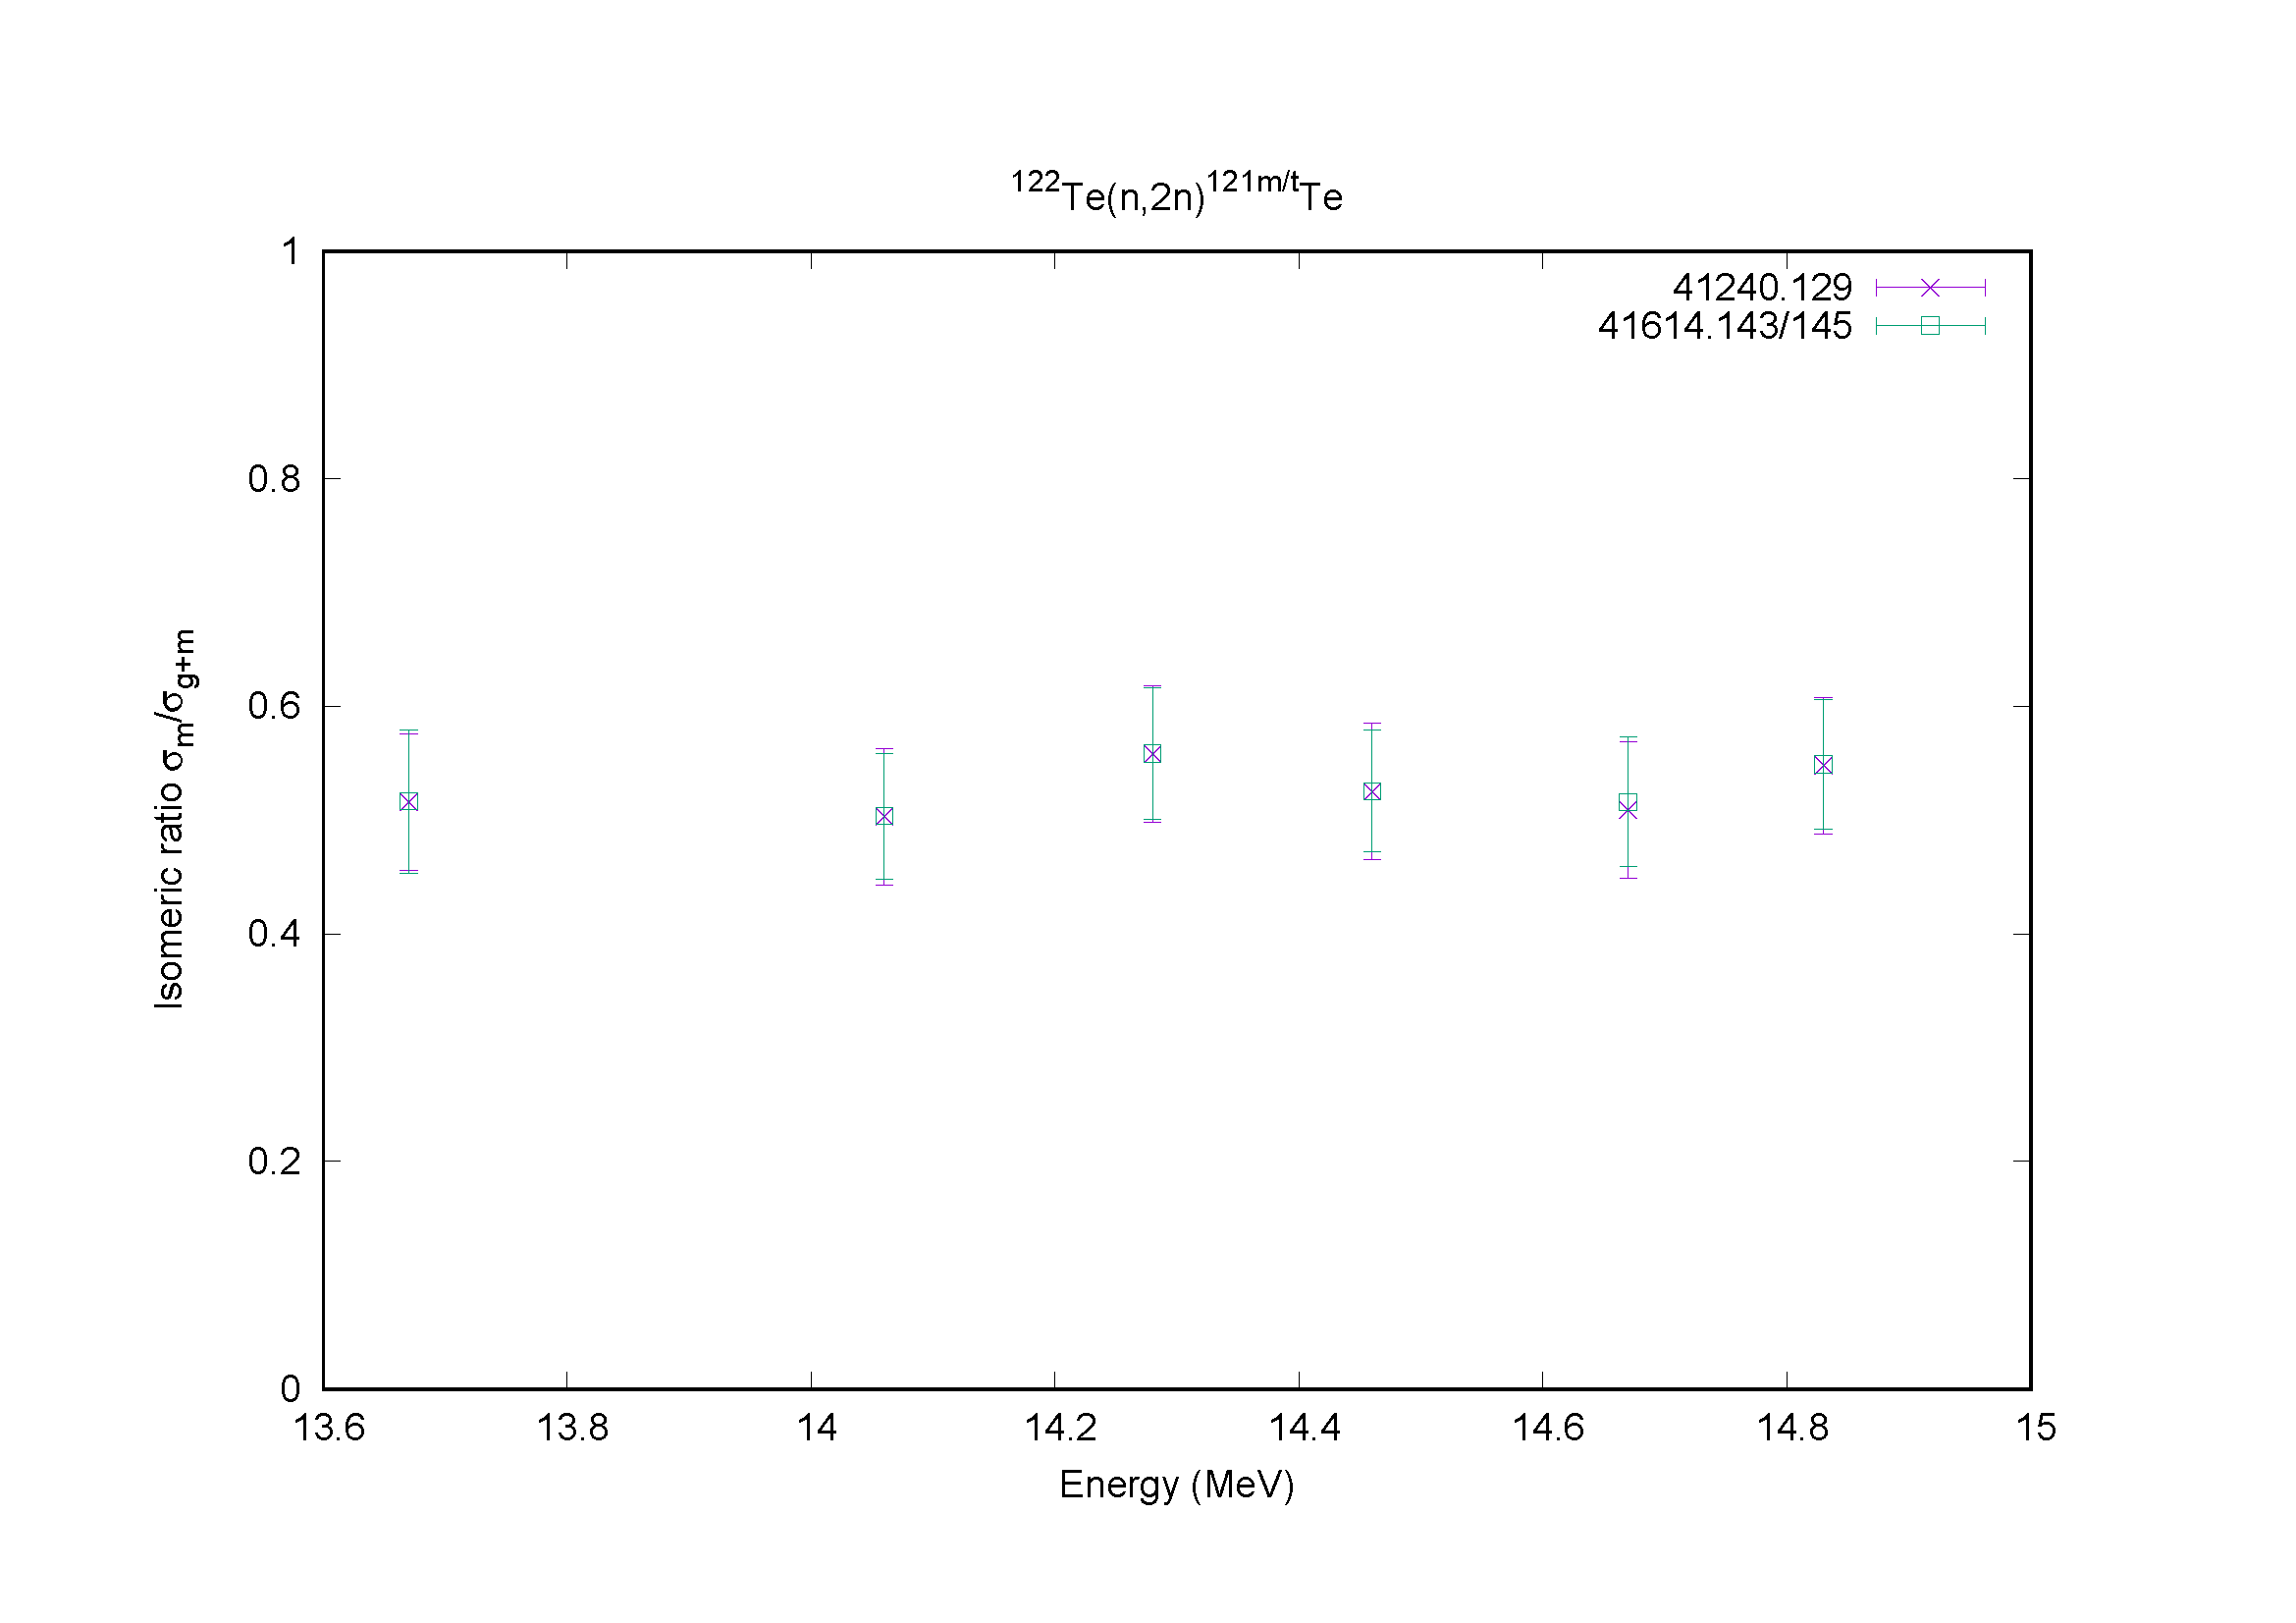 ¹²²Te(n,2n)¹²¹ᵐ/ᵗTe
41240.129
41614.143/145
1
0.8
0.6
0.4
0.2
0
Isomeric ratio σm/σg+m
13.6 13.8 14 14.2 14.4 14.6 14.8 15
Energy (MeV)